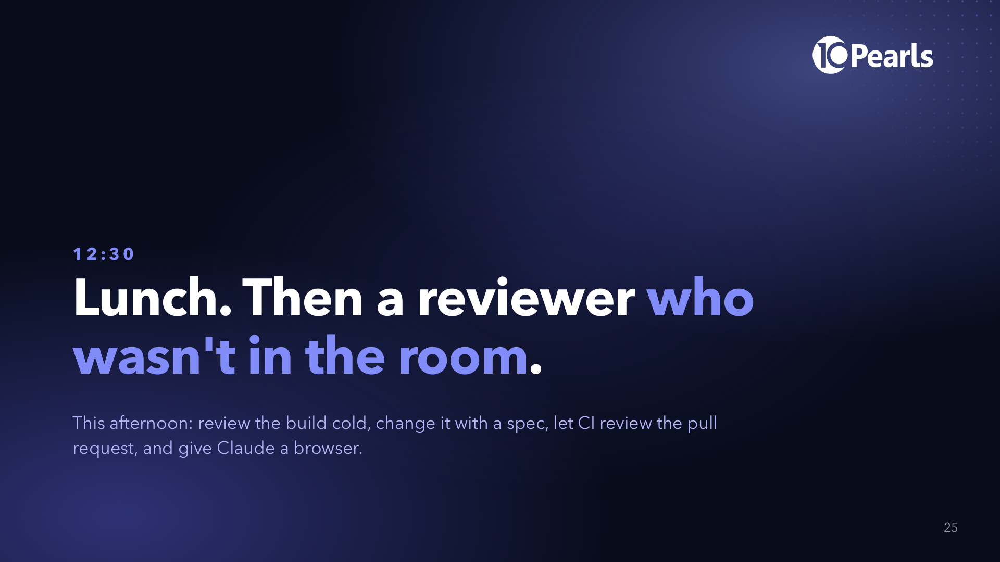 10Pearls
12:30
Lunch. Then a reviewer who
wasn't in the room.
This afternoon: review the build cold, change it with a spec, let CI review the pull
request, and give Claude a browser.
25